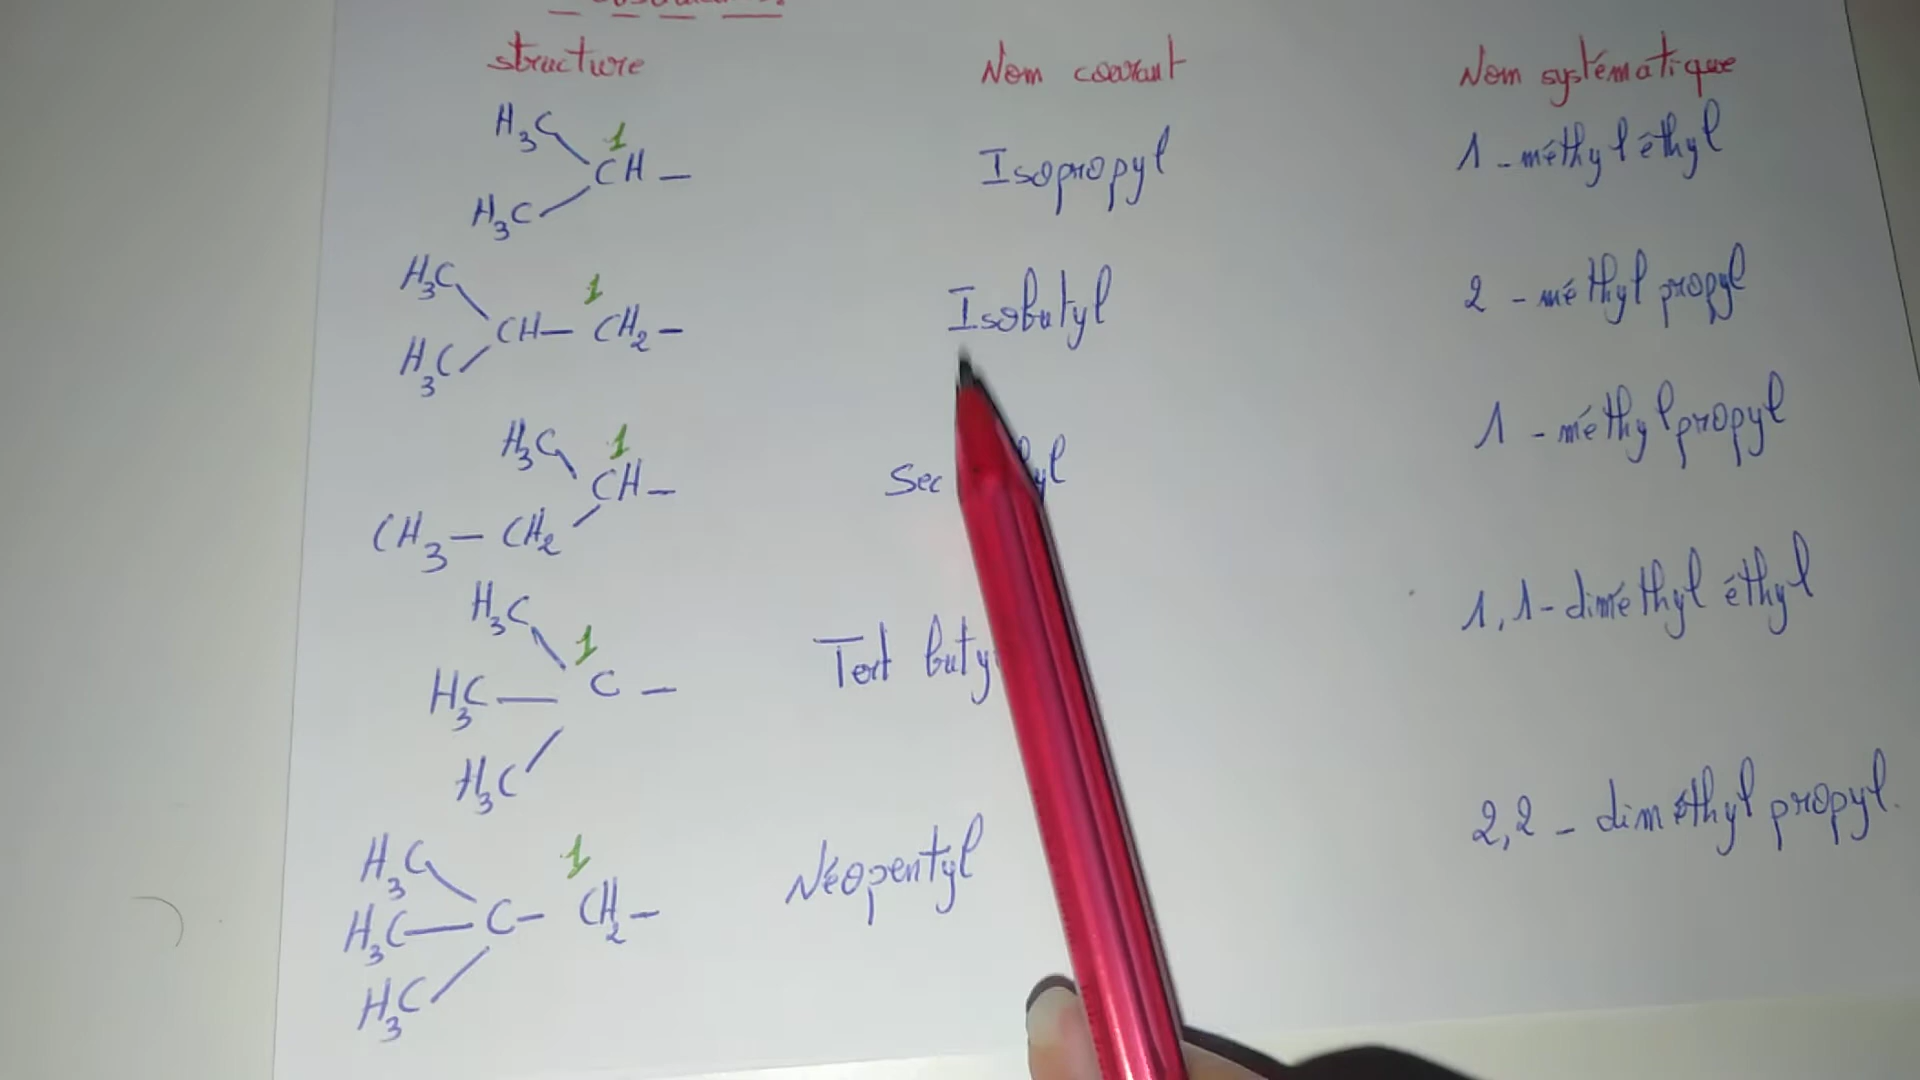 structure Nom courant Nom systématique
H3C 1
CH – Isopropyl 1 - méthyl éthyl
H3C
H3C 1
CH – CH2 – Isobutyl 2 - méthyl propyl
H3C
H3C 1
CH – Sec 1 - méthyl propyl
CH3 – CH2
H3C 1
H3C – C – Tert 1,1 - diméthyl éthyl
H3C
H3C 1
H3C – C – CH2 – Néopentyl 2,2 - diméthyl propyl.
H3C